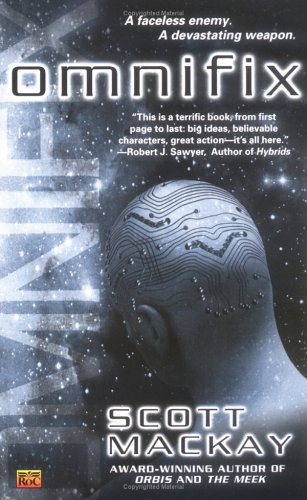 A faceless enemy.
A devastating weapon.
omnifix
"This is a terrific book, from first
page to last: big ideas, believable
characters, great action—it's all here."
—Robert J. Sawyer, Author of Hybrids
OMNIFIX
SCOTT
MACKAY
AWARD-WINNING AUTHOR OF
ORBIS AND THE MEEK
ROC